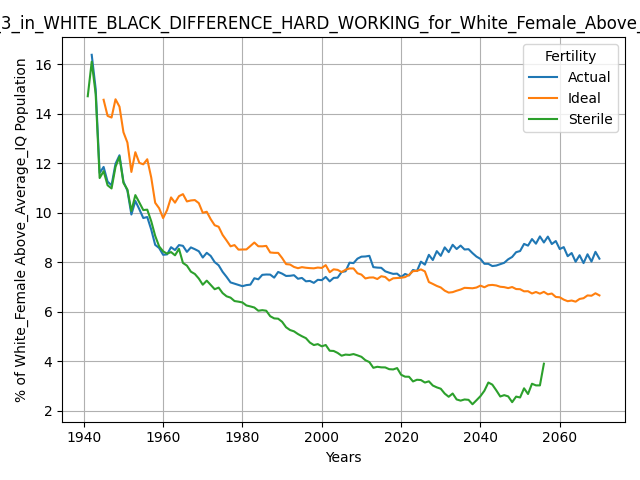 _3_in_WHITE_BLACK_DIFFERENCE_HARD_WORKING_for_White_Female_Above_
% of White_Female Above_Average_IQ Population
16
14
12
10
8
6
4
2
Fertility
Actual
Ideal
Sterile
1940 1960 1980 2000 2020 2040 2060
Years